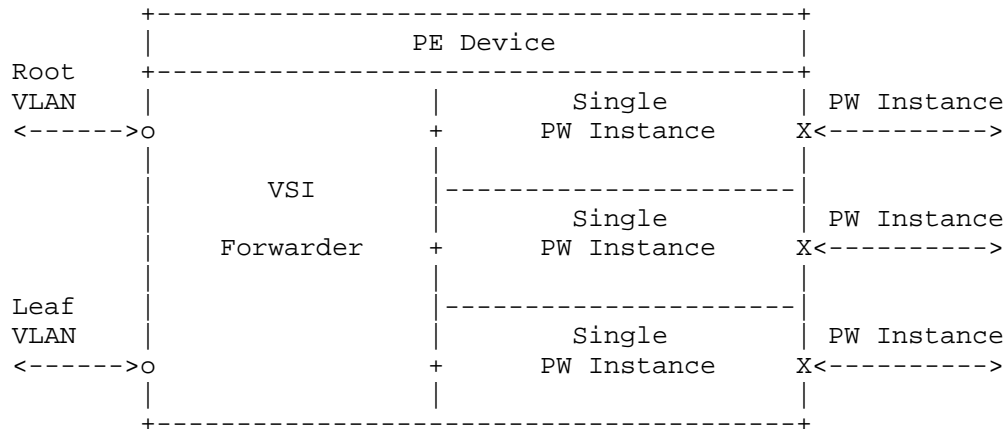 PE Device
Root
VLAN Single PW Instance
<------>o + PW Instance X<---------->
VSI
Single PW Instance
Forwarder + PW Instance X<---------->
Leaf
VLAN Single PW Instance
<------>o + PW Instance X<---------->